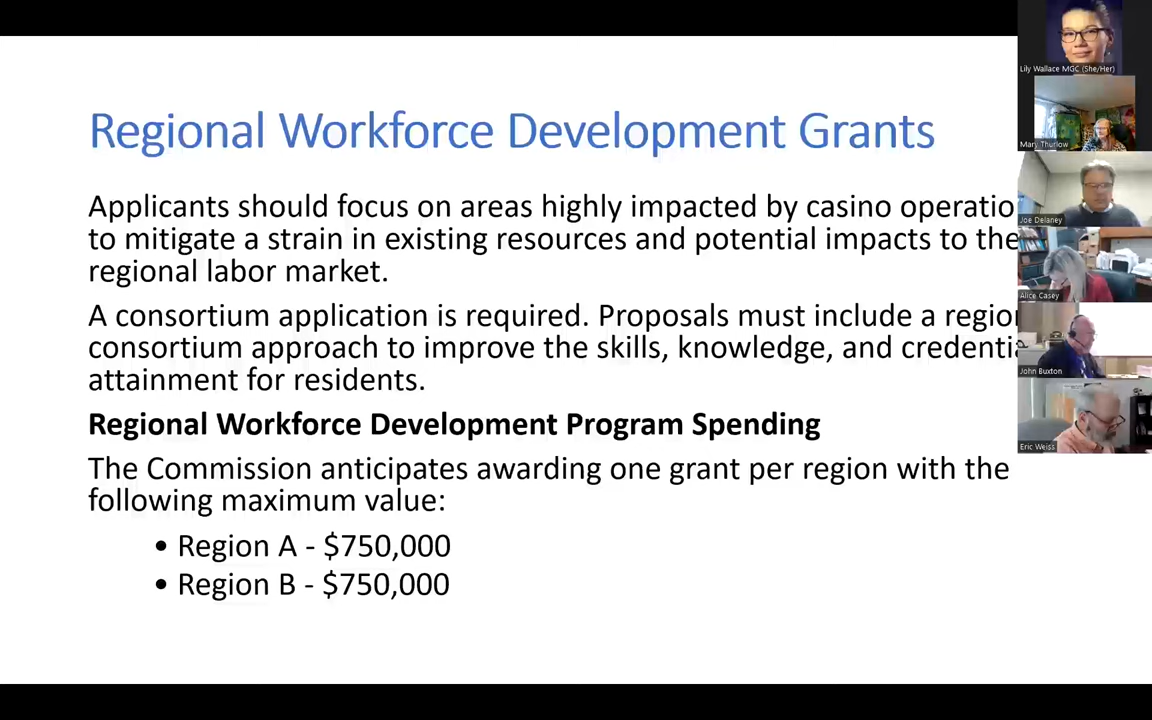 Regional Workforce Development Grants
Applicants should focus on areas highly impacted by casino operatio
to mitigate a strain in existing resources and potential impacts to the
regional labor market.
A consortium application is required. Proposals must include a regio
consortium approach to improve the skills, knowledge, and credentia
attainment for residents.
Regional Workforce Development Program Spending
The Commission anticipates awarding one grant per region with the
following maximum value:
• Region A - $750,000
• Region B - $750,000
Lily Wallace MGC (She/Her)
Mary Thurlow
Joe Delaney
Alice Casey
John Buxton
Eric Weiss